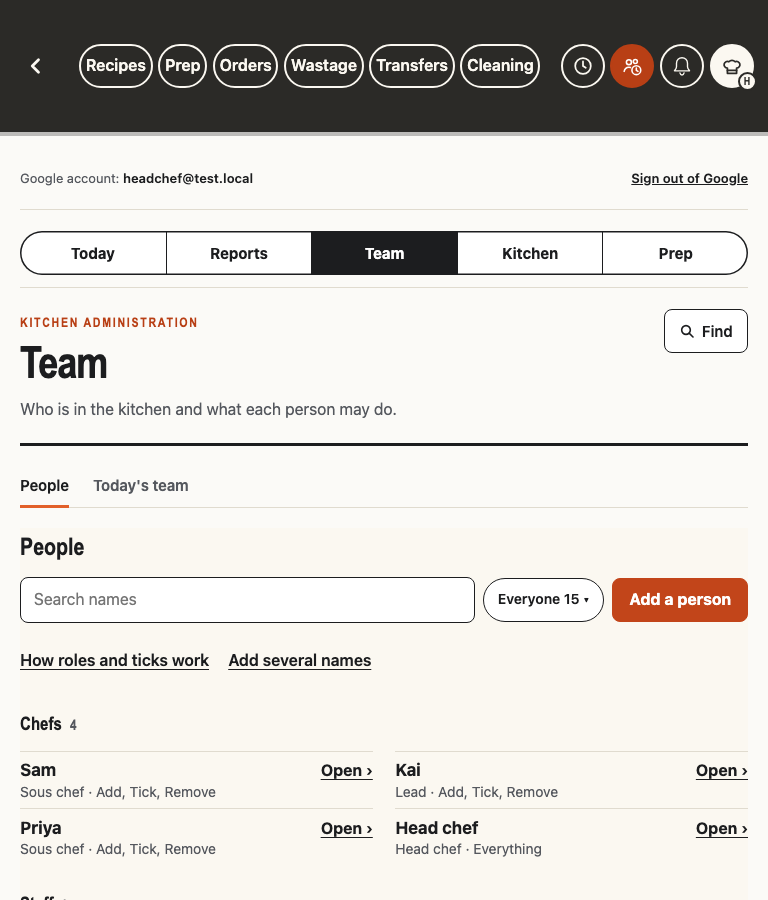 Recipes Prep Orders Wastage Transfers Cleaning H
Google account: headchef@test.local Sign out of Google
Today Reports Team Kitchen Prep
KITCHEN ADMINISTRATION
Find
Team
Who is in the kitchen and what each person may do.
People Today's team
People
Search names Everyone 15 ▾ Add a person
How roles and ticks work Add several names
Chefs 4
Sam Open ›
Sous chef · Add, Tick, Remove
Kai Open ›
Lead · Add, Tick, Remove
Priya Open ›
Sous chef · Add, Tick, Remove
Head chef Open ›
Head chef · Everything